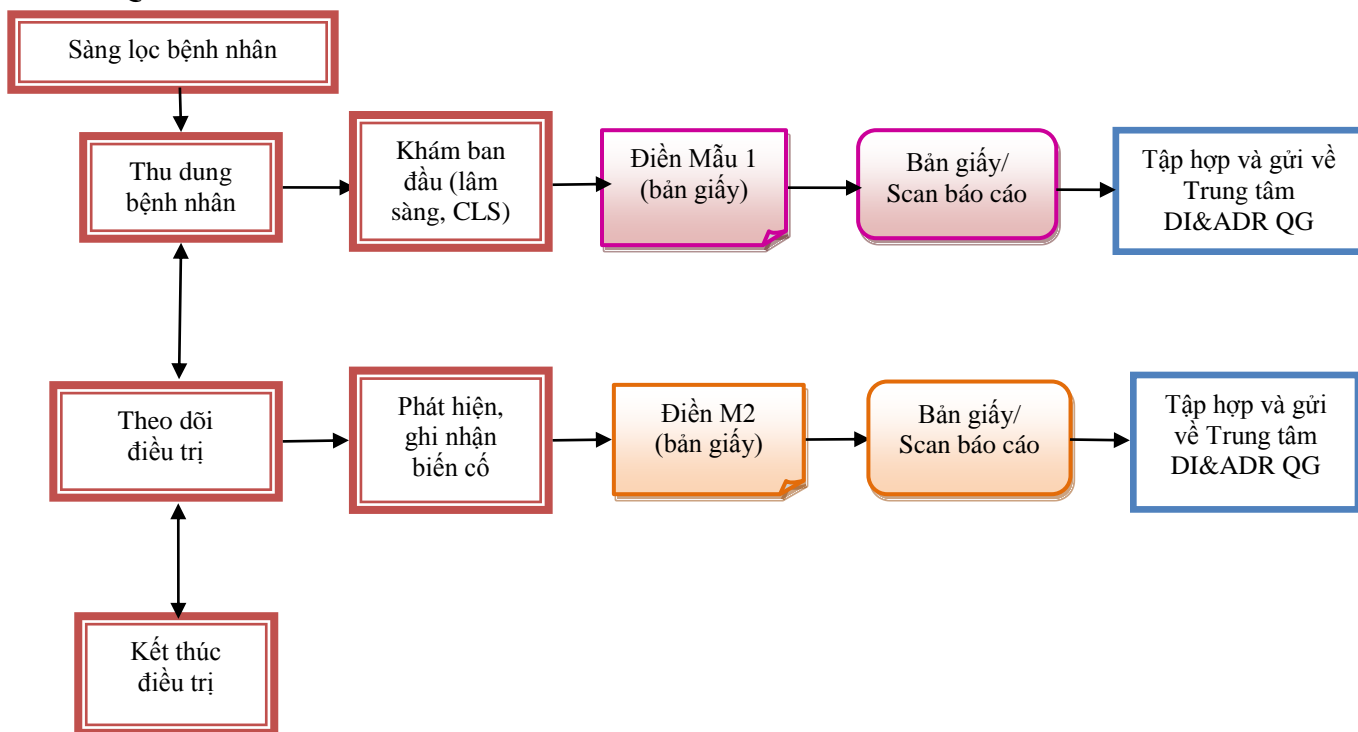 Sàng lọc bệnh nhân
Thu dung
bệnh nhân
Khám ban
đầu (lâm
sàng, CLS)
Điền Mẫu 1
(bản giấy)
Bản giấy/
Scan báo cáo
Tập hợp và gửi về
Trung tâm
DI&ADR QG
Theo dõi
điều trị
Phát hiện,
ghi nhận
biến cố
Điền M2
(bản giấy)
Bản giấy/
Scan báo cáo
Tập hợp và gửi
về Trung tâm
DI&ADR QG
Kết thúc
điều trị